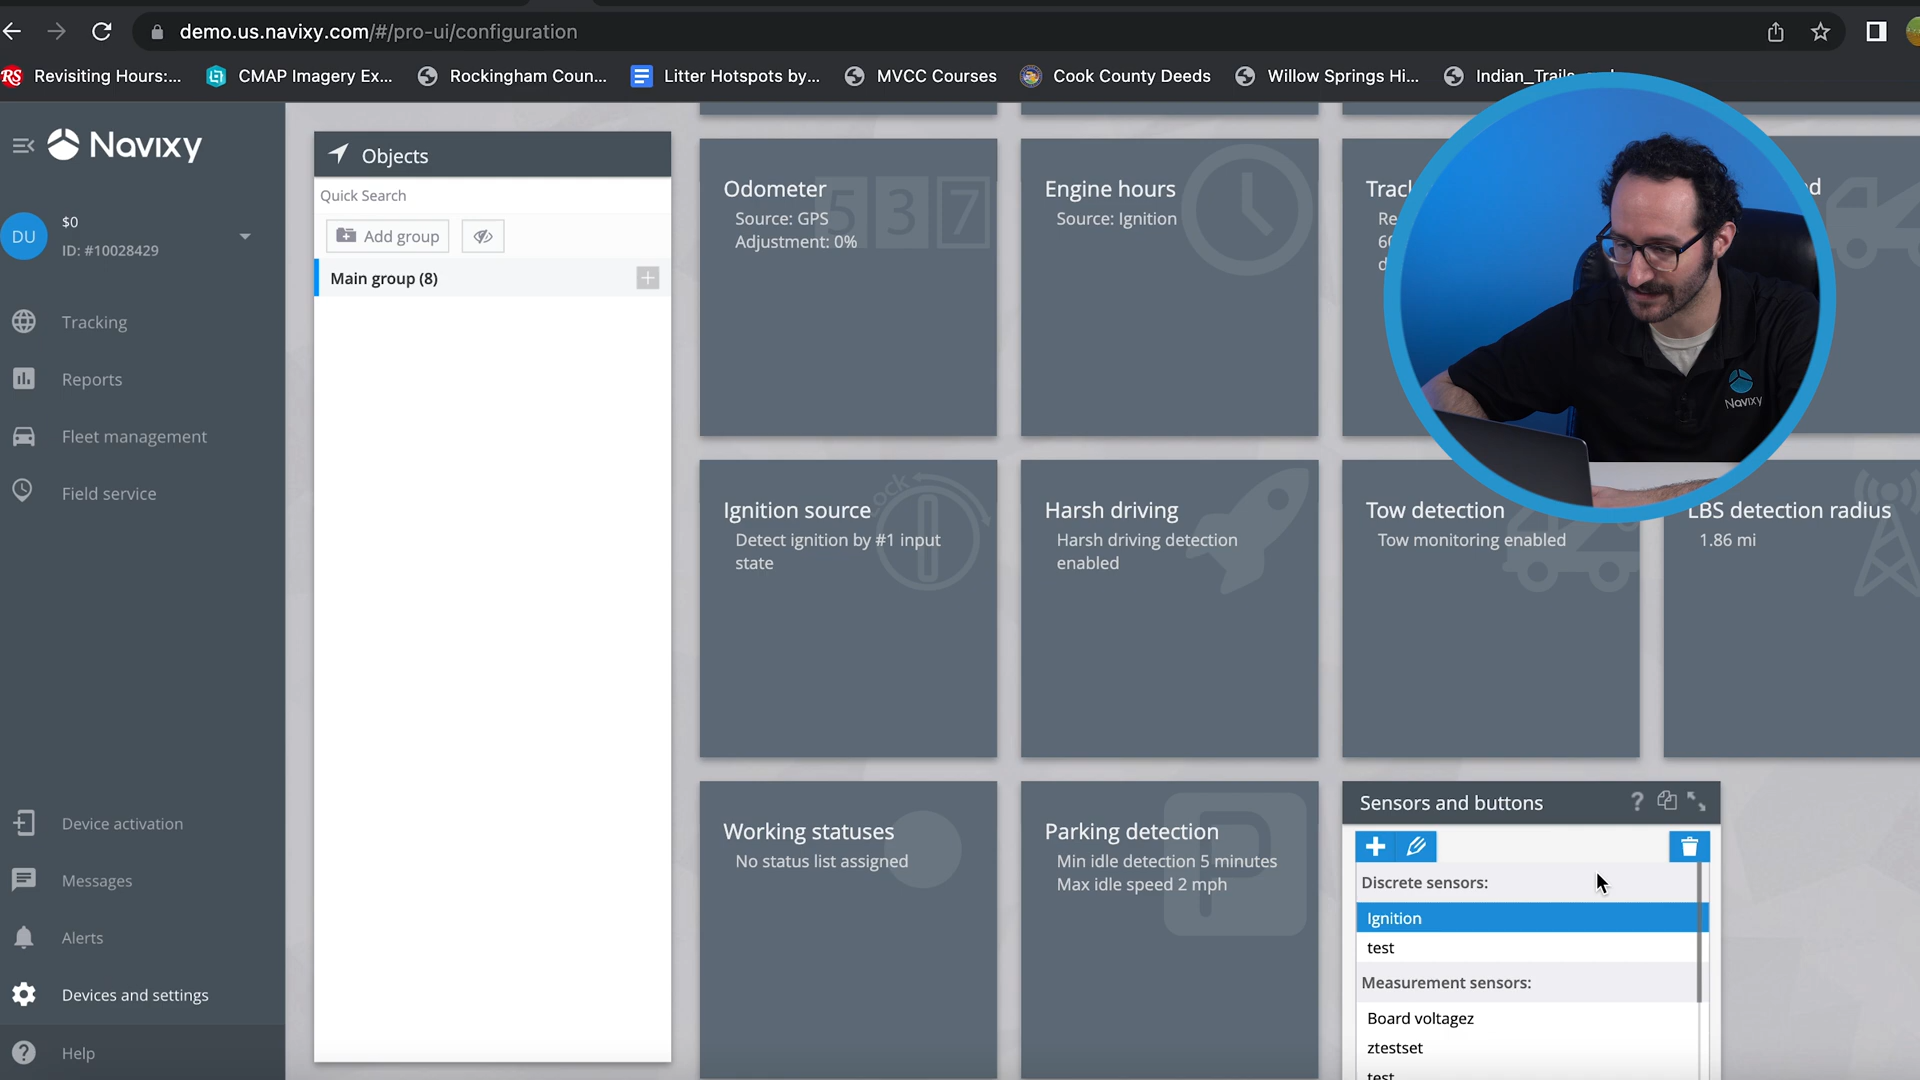 demo.us.navixy.com/#/pro-ui/configuration
RS Revisiting Hours:... CMAP Imagery Ex... Rockingham Coun... Litter Hotspots by... MVCC Courses Cook County Deeds Willow Springs Hi...
Navixy
DU
$0
ID: #10028429
Tracking
Reports
Fleet management
Field service
Device activation
Messages
Alerts
Devices and settings
Help
Objects
Quick Search
Add group
Main group (8)
Odometer
Source: GPS
Adjustment: 0%
537
Engine hours
Source: Ignition
Navixy
Ignition source
Detect ignition by #1 input
state
ock
Harsh driving
Harsh driving detection
enabled
Tow detection
Tow monitoring enabled
LBS detection radius
1.86 mi
Working statuses
No status list assigned
Parking detection
Min idle detection 5 minutes
Max idle speed 2 mph
P
Sensors and buttons
?
Discrete sensors:
Ignition
test
Measurement sensors:
Board voltagez
ztestset
test